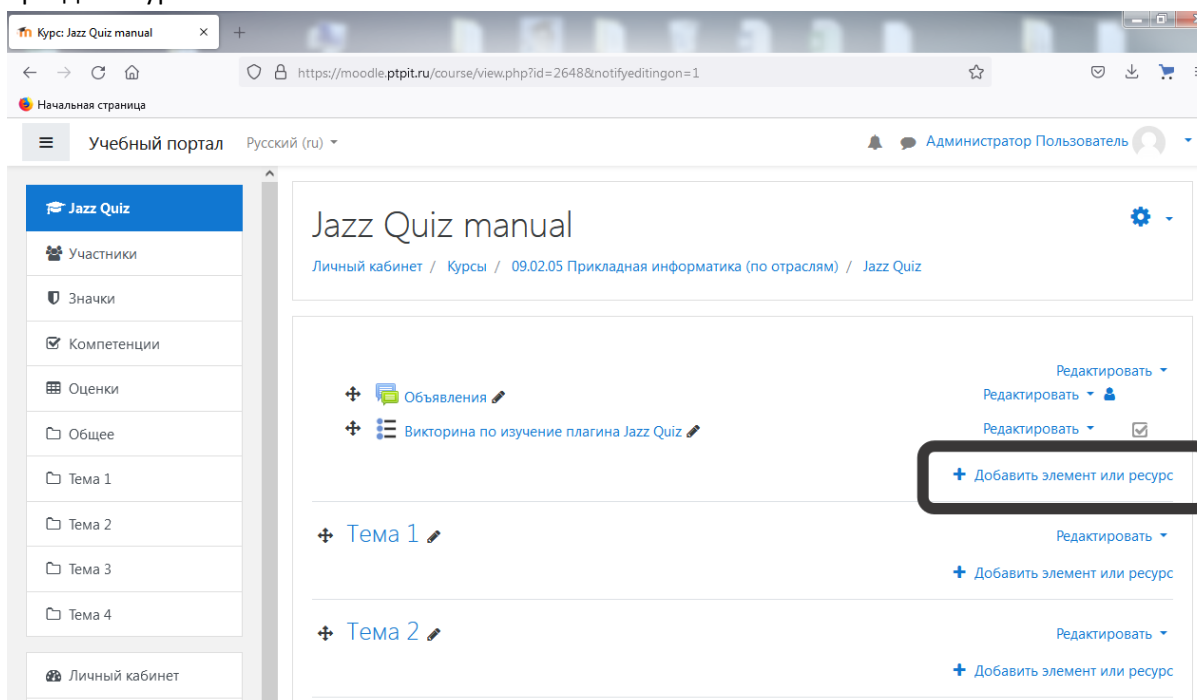 Курс: Jazz Quiz manual
https://moodle.ptpit.ru/course/view.php?id=2648&notifyeditingon=1
Начальная страница
Учебный портал Русский (ru) Администратор Пользователь
Jazz Quiz
Участники
Значки
Компетенции
Оценки
Общее
Тема 1
Тема 2
Тема 3
Тема 4
Личный кабинет
Jazz Quiz manual
Личный кабинет / Курсы / 09.02.05 Прикладная информатика (по отраслям) / Jazz Quiz
Редактировать
Объявления Редактировать
Викторина по изучение плагина Jazz Quiz Редактировать
+ Добавить элемент или ресурс
Тема 1 Редактировать
+ Добавить элемент или ресурс
Тема 2 Редактировать
+ Добавить элемент или ресурс